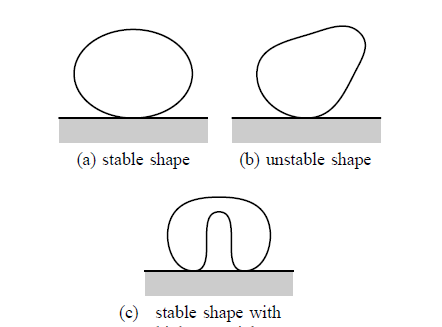 (a) stable shape
(b) unstable shape
(c) stable shape with